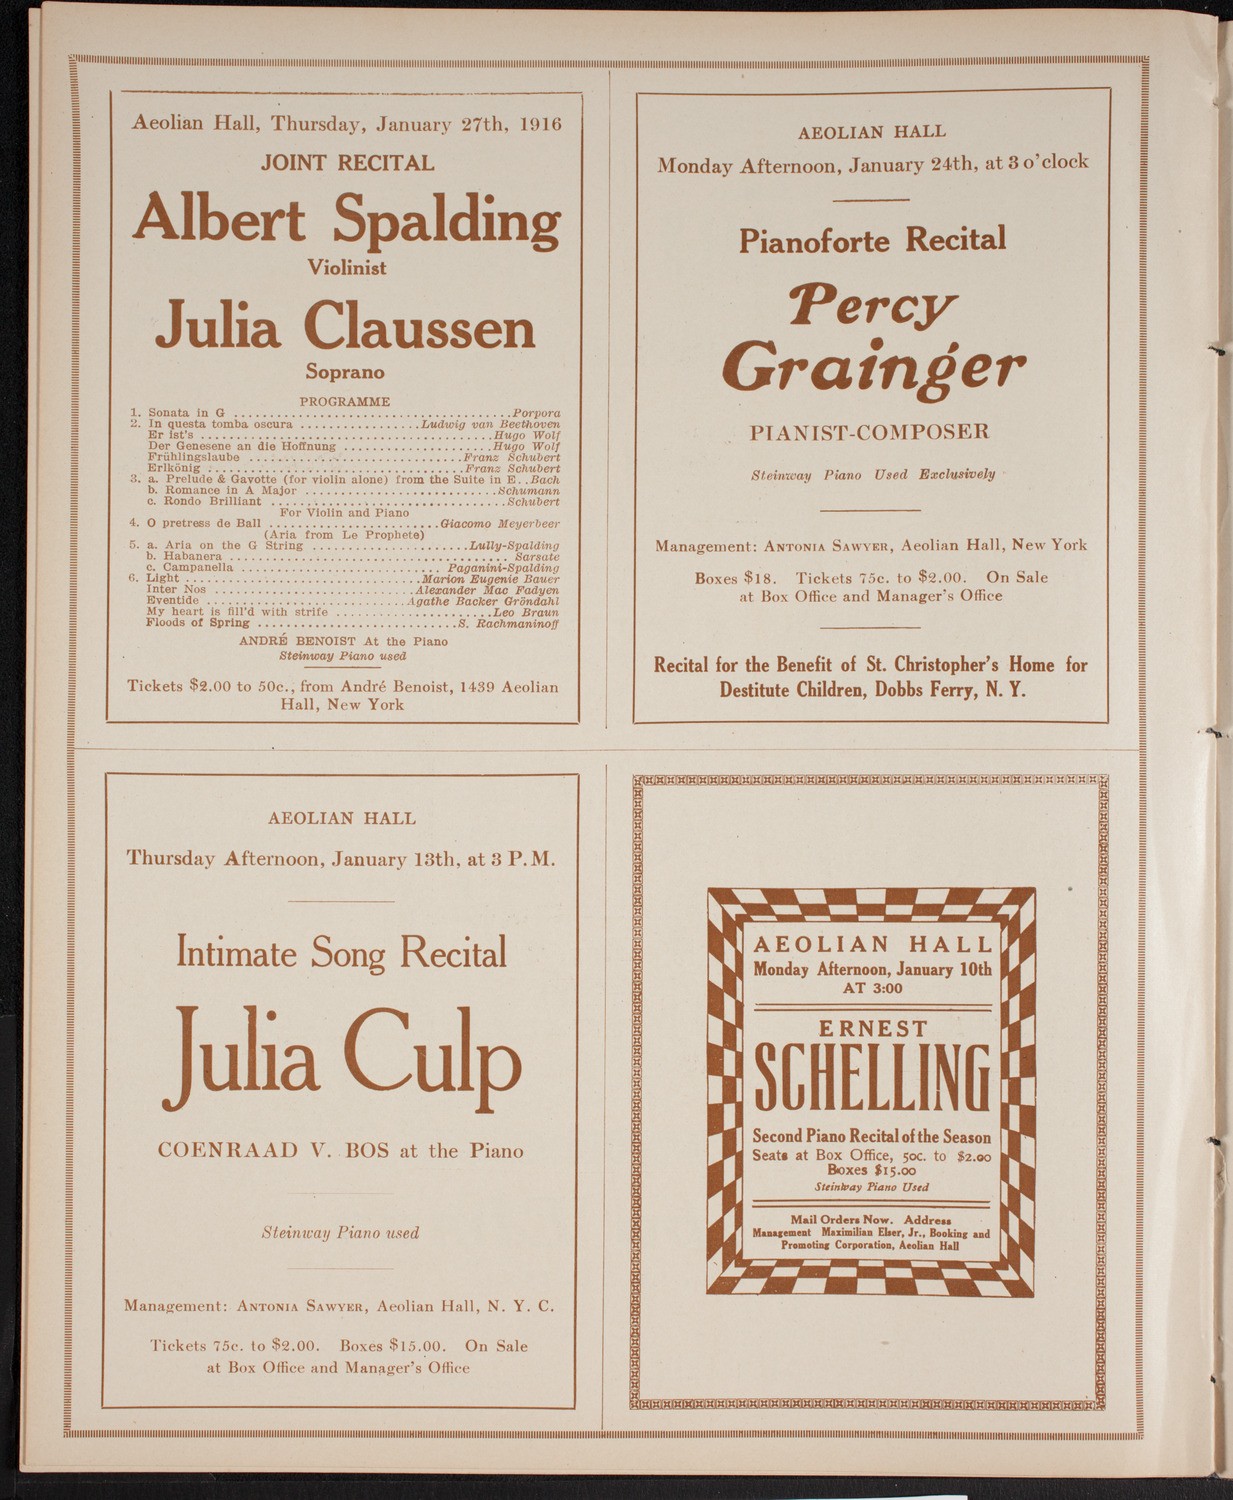 Aeolian Hall, Thursday, January 27th, 1916
JOINT RECITAL
Albert Spalding
Violinist
Julia Claussen
Soprano
PROGRAMME
1. Sonata in G ........................................Porpora
2. In questa tomba oscura .................Ludwig van Beethoven
Er ist's ..........................................Hugo Wolf
Der Genesene an die Hoffnung .....................Hugo Wolf
Frühlingslaube ...............................Franz Schubert
Erlkönig .....................................Franz Schubert
3. a. Prelude & Gavotte (for violin alone) from the Suite in E..Bach
b. Romance in A Major ...........................Schumann
c. Rondo Brilliant .................................Schubert
For Violin and Piano
4. O pretress de Ball ........................Giacomo Meyerbeer
(Aria from Le Prophete)
5. a. Aria on the G String ......................Lully-Spalding
b. Habanera ...................................... Sarsate
c. Campanella ............................ Paganini-Spalding
6. Light .................................Marion Eugenie Bauer
Inter Nos ............................Alexander Mac Fadyen
Eventide ............................Agathe Backer Gröndahl
My heart is fill'd with strife ......................Leo Braun
Floods of Spring ............................S. Rachmaninoff
ANDRÉ BENOIST At the Piano
Steinway Piano used
Tickets $2.00 to 50c., from André Benoist, 1439 Aeolian
Hall, New York
AEOLIAN HALL
Monday Afternoon, January 24th, at 3 o'clock
Pianoforte Recital
Percy
Grainger
PIANIST-COMPOSER
Steinway Piano Used Exclusively
Management: ANTONIA SAWYER, Aeolian Hall, New York
Boxes $18. Tickets 75c. to $2.00. On Sale
at Box Office and Manager's Office
Recital for the Benefit of St. Christopher's Home for
Destitute Children, Dobbs Ferry, N. Y.
AEOLIAN HALL
Thursday Afternoon, January 13th, at 3 P.M.
Intimate Song Recital
Julia Culp
COENRAAD V. BOS at the Piano
Steinway Piano used
Management: ANTONIA SAWYER, Aeolian Hall, N. Y. C.
Tickets 75c. to $2.00. Boxes $15.00. On Sale
at Box Office and Manager's Office
AEOLIAN HALL
Monday Afternoon, January 10th
AT 3:00
ERNEST
SCHELLING
Second Piano Recital of the Season
Seats at Box Office, 50c. to $2.00
Boxes $15.00
Steinway Piano Used
Mail Orders Now. Address
Management Maximilian Elser, Jr., Booking and
Promoting Corporation, Aeolian Hall